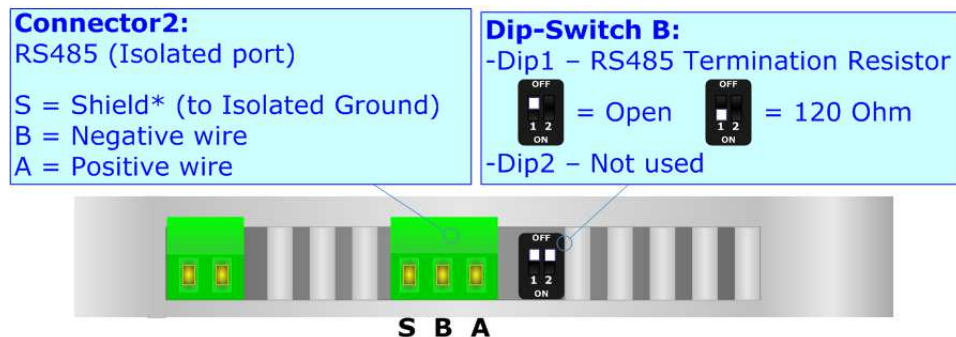 Connector2:
RS485 (Isolated port)
S = Shield* (to Isolated Ground)
B = Negative wire
A = Positive wire
Dip-Switch B:
-Dip1 – RS485 Termination Resistor
OFF
1 2
ON
= Open
OFF
1 2
ON
= 120 Ohm
-Dip2 – Not used
OFF
1 2
ON
S B A